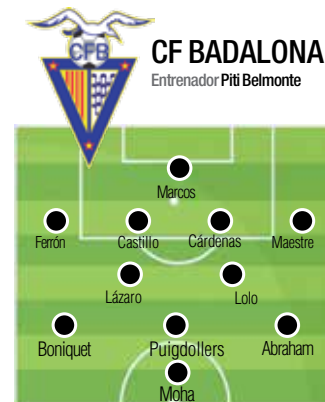 CFB
CF BADALONA
Entrenador Piti Belmonte
Marcos
Ferrón Castillo Cárdenas Maestre
Lázaro Lolo
Boniquet Puigdollers Abraham
Moha